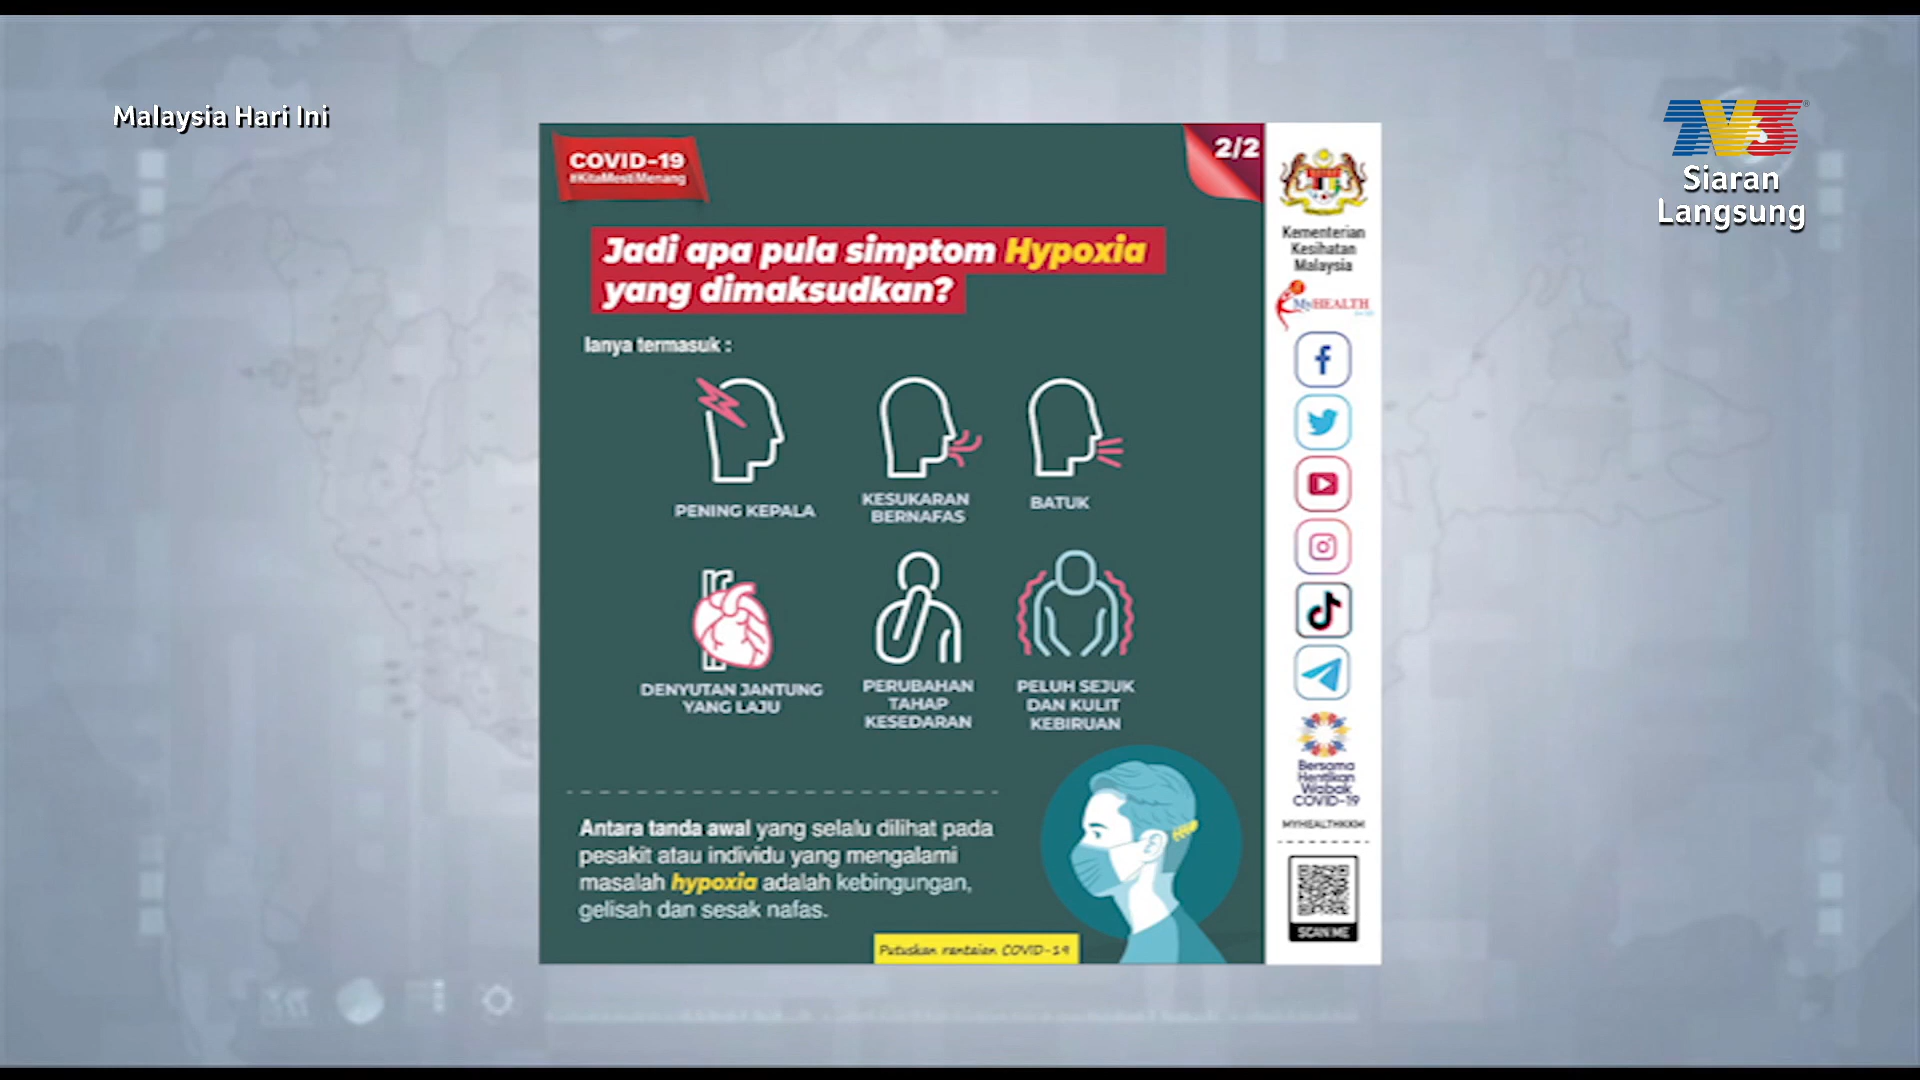 Malaysia Hari Ini
TV3
Siaran
Langsung
COVID-19
#KitaMestiMenang
2/2
Jadi apa pula simptom Hypoxia
yang dimaksudkan?
Ianya termasuk :
PENING KEPALA
KESUKARAN
BERNAFAS
BATUK
DENYUTAN JANTUNG
YANG LAJU
PERUBAHAN
TAHAP
KESEDARAN
PELUH SEJUK
DAN KULIT
KEBIRUAN
Antara tanda awal yang selalu dilihat pada
pesakit atau individu yang mengalami
masalah hypoxia adalah kebingungan,
gelisah dan sesak nafas.
Putuskan rantaian COVID-19
Kementerian
Kesihatan
Malaysia
MyHEALTH
Bersama
Hentikan
Wabak
COVID-19
MYHEALTHKKM
SCAN ME